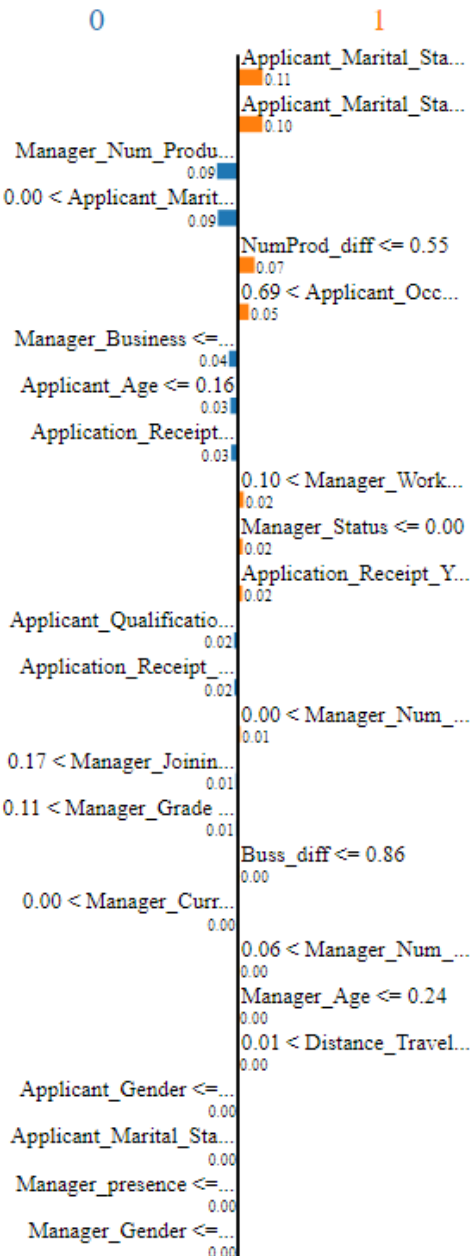 0 1
Applicant_Marital_Sta...
0.11
Applicant_Marital_Sta...
0.10
Manager_Num_Produ...
0.09
0.00 < Applicant_Marit...
0.09
NumProd_diff <= 0.55
0.07
0.69 < Applicant_Occ...
0.05
Manager_Business <=...
0.04
Applicant_Age <= 0.16
0.03
Application_Receipt...
0.03
0.10 < Manager_Work...
0.02
Manager_Status <= 0.00
0.02
Application_Receipt_Y...
0.02
Applicant_Qualificatio...
0.02
Application_Receipt_...
0.02
0.00 < Manager_Num_...
0.01
0.17 < Manager_Joinin...
0.01
0.11 < Manager_Grade ...
0.01
Buss_diff <= 0.86
0.00
0.00 < Manager_Curr...
0.00
0.06 < Manager_Num_...
0.00
Manager_Age <= 0.24
0.00
0.01 < Distance_Travel...
0.00
Applicant_Gender <=...
0.00
Applicant_Marital_Sta...
0.00
Manager_presence <=...
0.00
Manager_Gender <=...
0.00